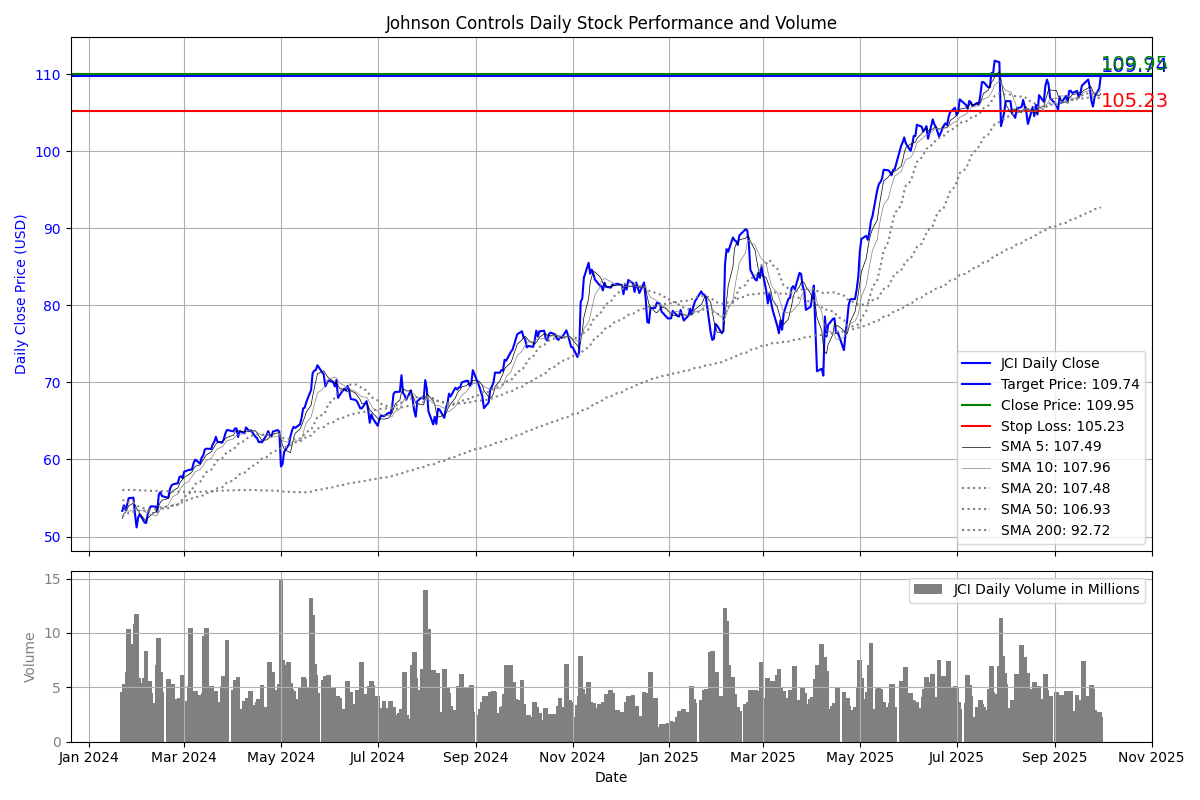 Johnson Controls Daily Stock Performance and Volume
Daily Close Price (USD)
110
100
90
80
70
60
50
109.95
109.74
105.23
JCI Daily Close
Target Price: 109.74
Close Price: 109.95
Stop Loss: 105.23
SMA 5: 107.49
SMA 10: 107.96
SMA 20: 107.48
SMA 50: 106.93
SMA 200: 92.72
Volume
15
10
5
0
JCI Daily Volume in Millions
Jan 2024 Mar 2024 May 2024 Jul 2024 Sep 2024 Nov 2024 Jan 2025 Mar 2025 May 2025 Jul 2025 Sep 2025 Nov 2025
Date